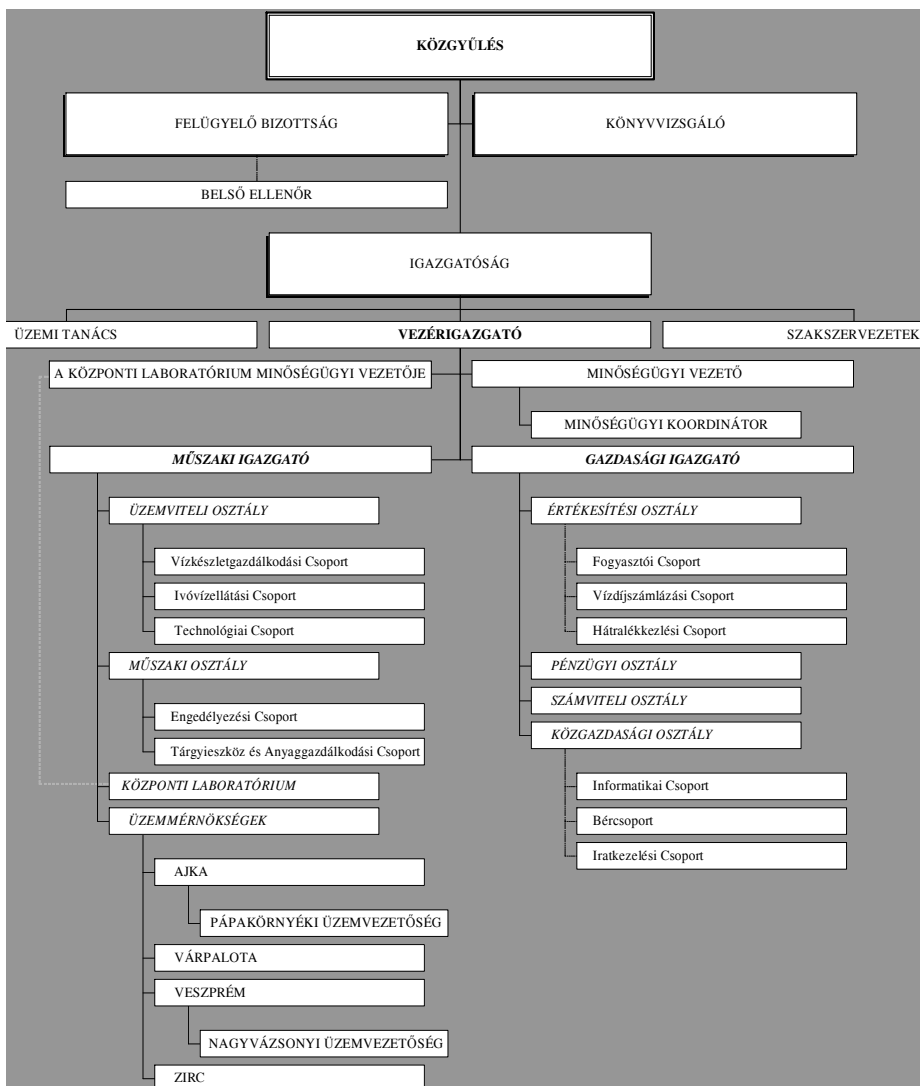 KÖZGYŰLÉS
FELÜGYELŐ BIZOTTSÁG
KÖNYVVIZSGÁLÓ
BELSŐ ELLENŐR
IGAZGATÓSÁG
ÜZEMI TANÁCS
VEZÉRIGAZGATÓ
SZAKSZERVEZETEK
A KÖZPONTI LABORATÓRIUM MINŐSÉGÜGYI VEZETŐJE
MINŐSÉGÜGYI VEZETŐ
MINŐSÉGÜGYI KOORDINÁTOR
MŰSZAKI IGAZGATÓ
GAZDASÁGI IGAZGATÓ
ÜZEMVITELI OSZTÁLY
Vízkészletgazdálkodási Csoport
Ivóvízellátási Csoport
Technológiai Csoport
MŰSZAKI OSZTÁLY
Engedélyezési Csoport
Tárgyieszköz és Anyaggazdálkodási Csoport
KÖZPONTI LABORATÓRIUM
ÜZEMMÉRNÖKSÉGEK
AJKA
PÁPAKÖRNYÉKI ÜZEMVEZETŐSÉG
VÁRPALOTA
VESZPRÉM
NAGYVÁZSONYI ÜZEMVEZETŐSÉG
ZIRC
ÉRTÉKESÍTÉSI OSZTÁLY
Fogyasztói Csoport
Vízdíjszámlázási Csoport
Hátralékkezlési Csoport
PÉNZÜGYI OSZTÁLY
SZÁMVITELI OSZTÁLY
KÖZGAZDASÁGI OSZTÁLY
Informatikai Csoport
Bércsoport
Iratkezelési Csoport